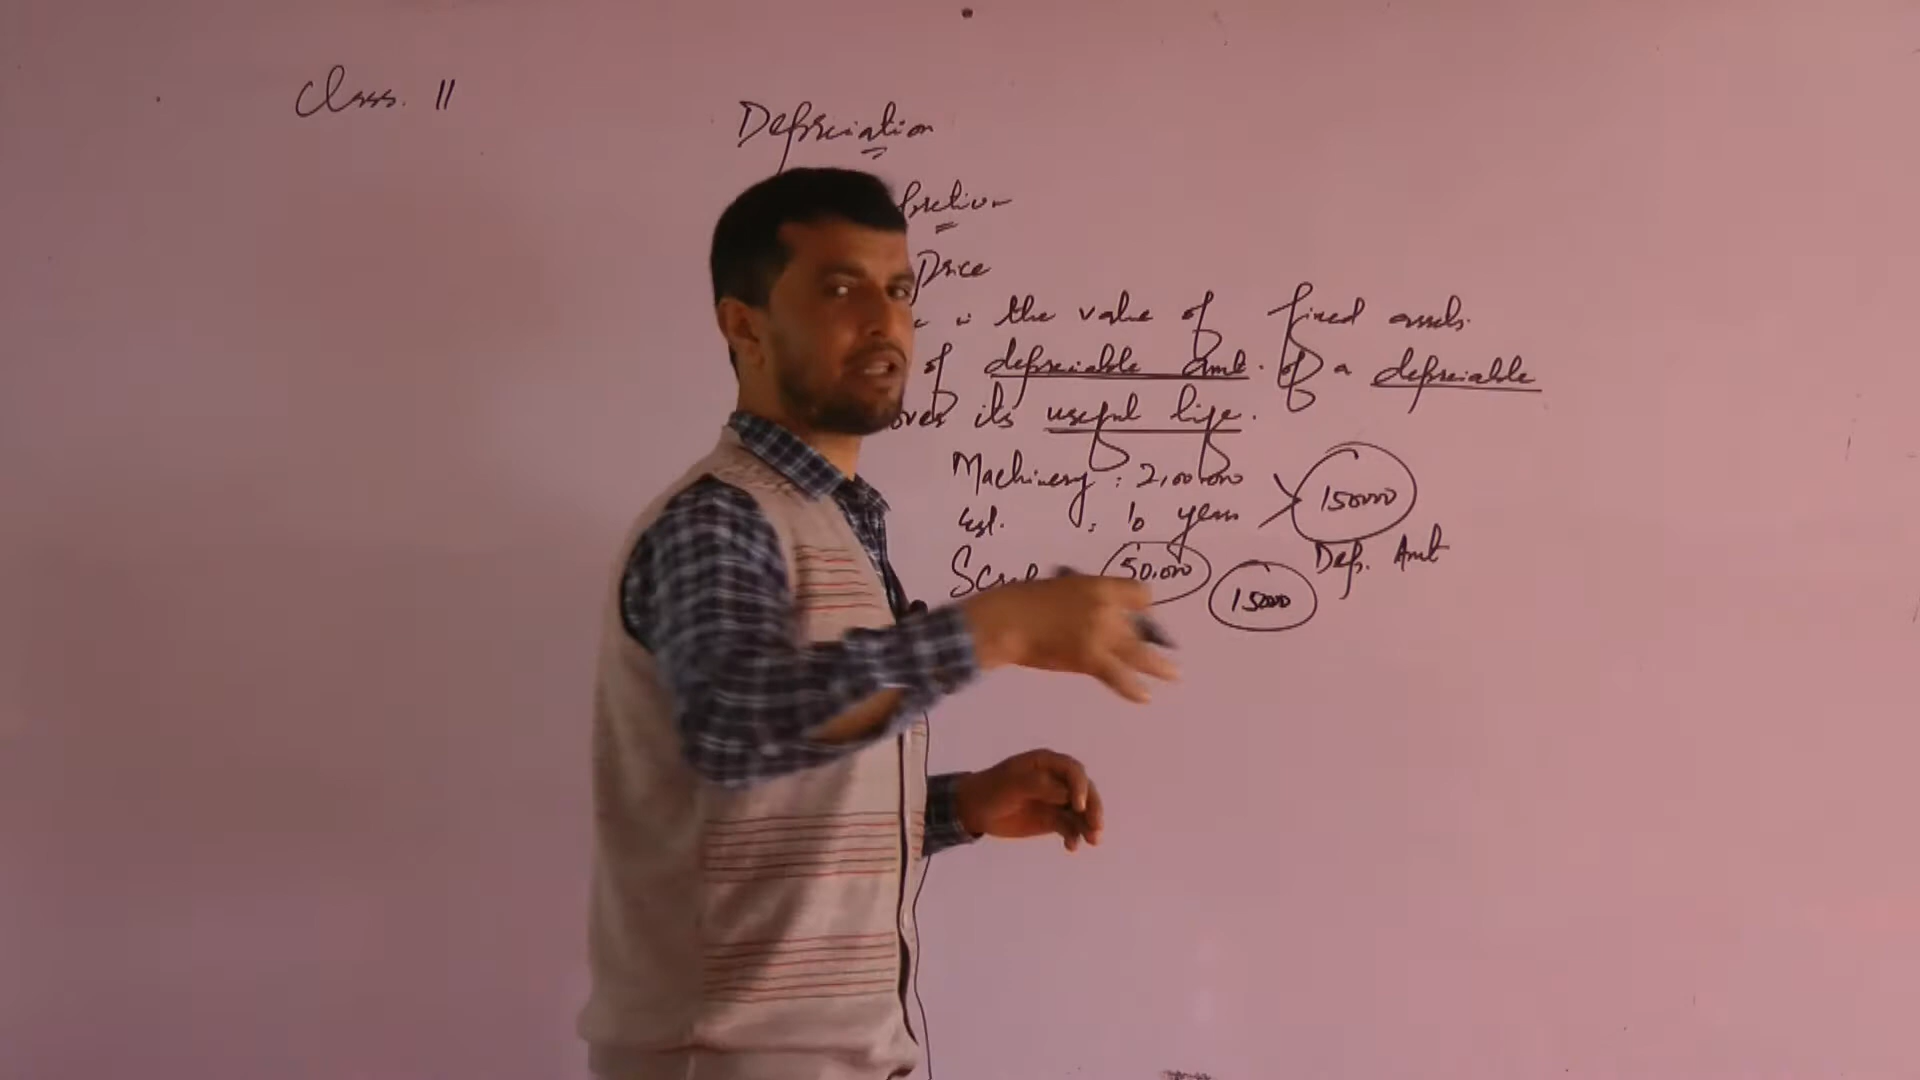 Class. 11
Depreciation
Price
the value of fixed assets.
of depreciable amt. of a depreciable
over its useful life.
Machinery : 2,00,000
150000
Est. : 10 years
Dep. Amt
50,000
15000